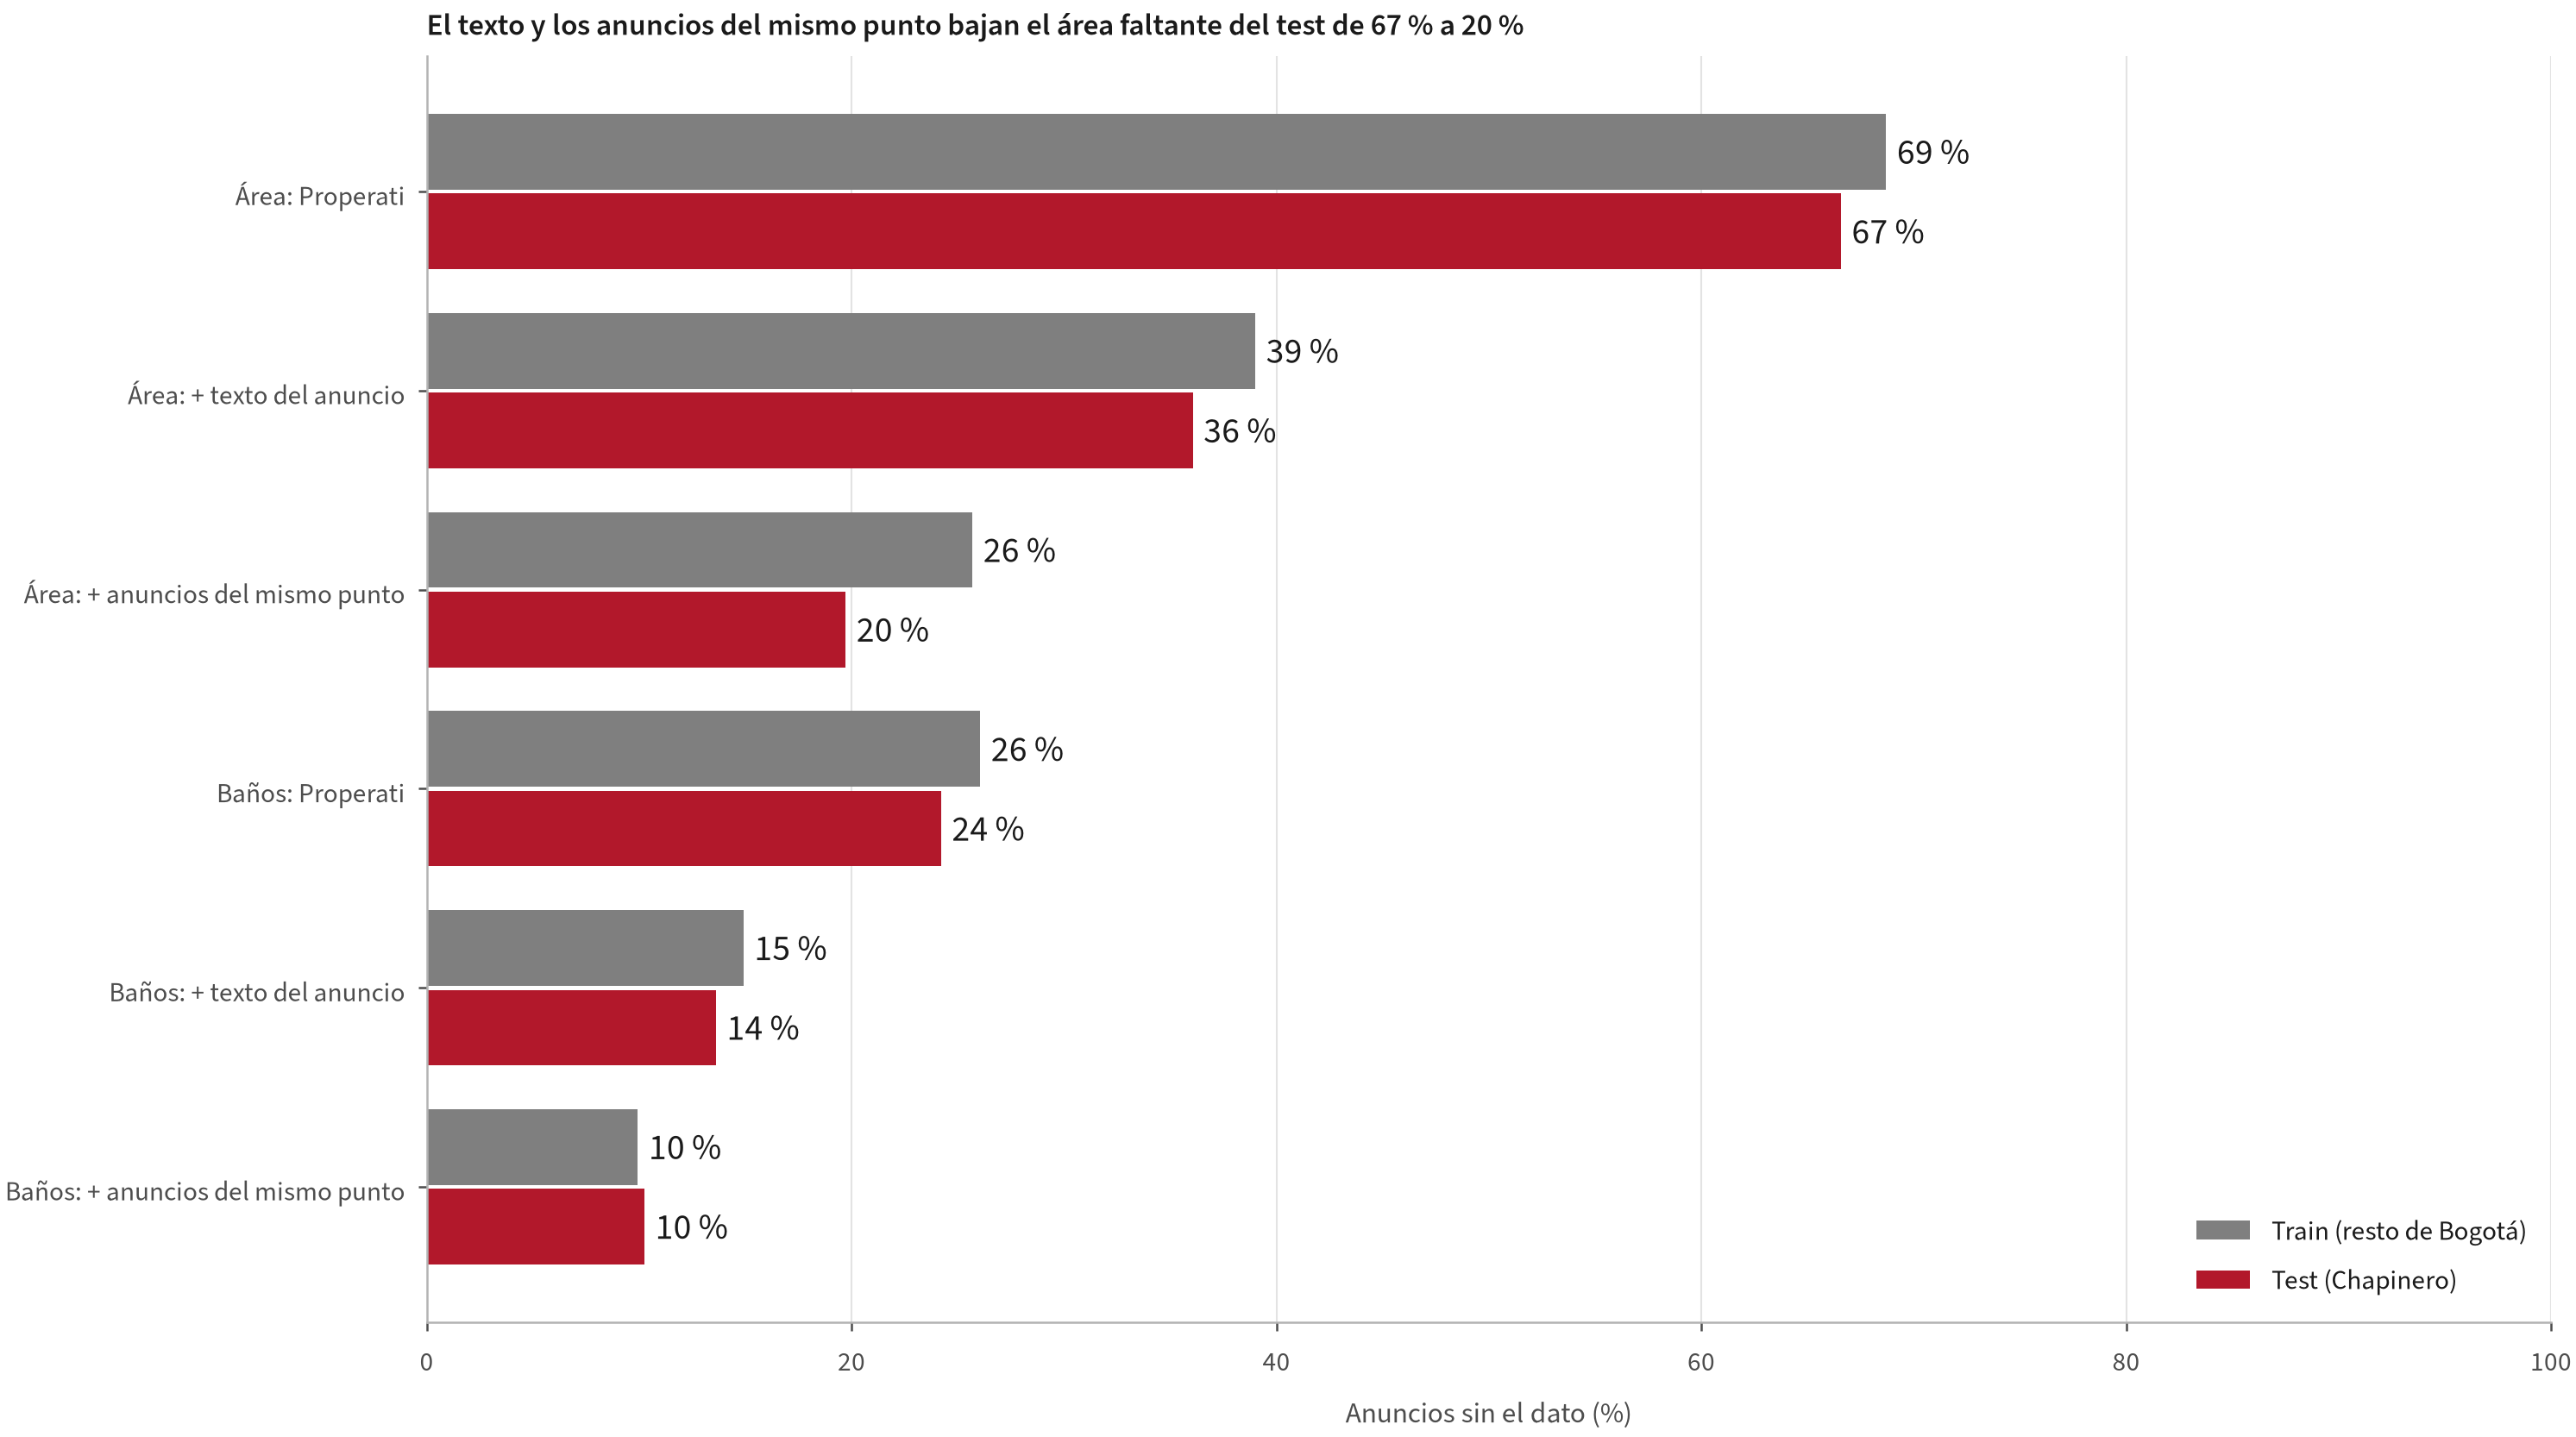 El texto y los anuncios del mismo punto bajan el área faltante del test de 67 % a 20 %
Área: Properati
69 %
67 %
Área: + texto del anuncio
39 %
36 %
Área: + anuncios del mismo punto
26 %
20 %
Baños: Properati
26 %
24 %
Baños: + texto del anuncio
15 %
14 %
Baños: + anuncios del mismo punto
10 %
10 %
Train (resto de Bogotá)
Test (Chapinero)
0 20 40 60 80 100
Anuncios sin el dato (%)